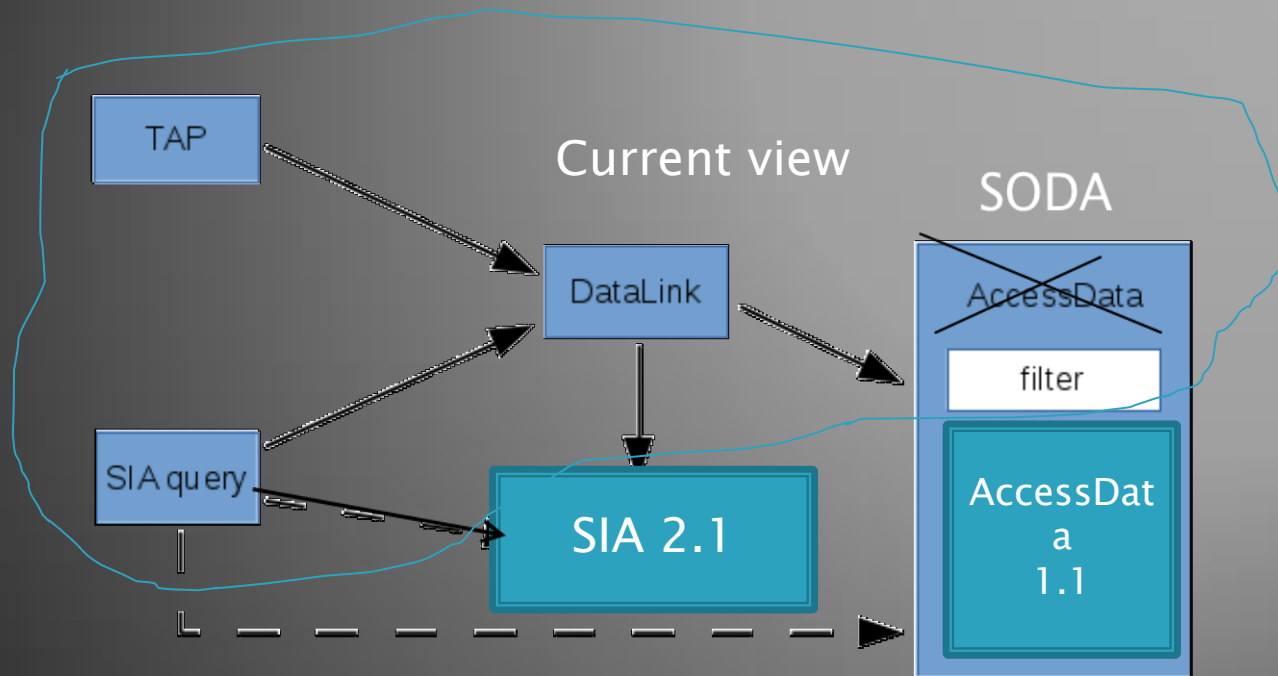 TAP
Current view
SODA
DataLink
AccessData
filter
SIA query
SIA 2.1
AccessDat
a
1.1